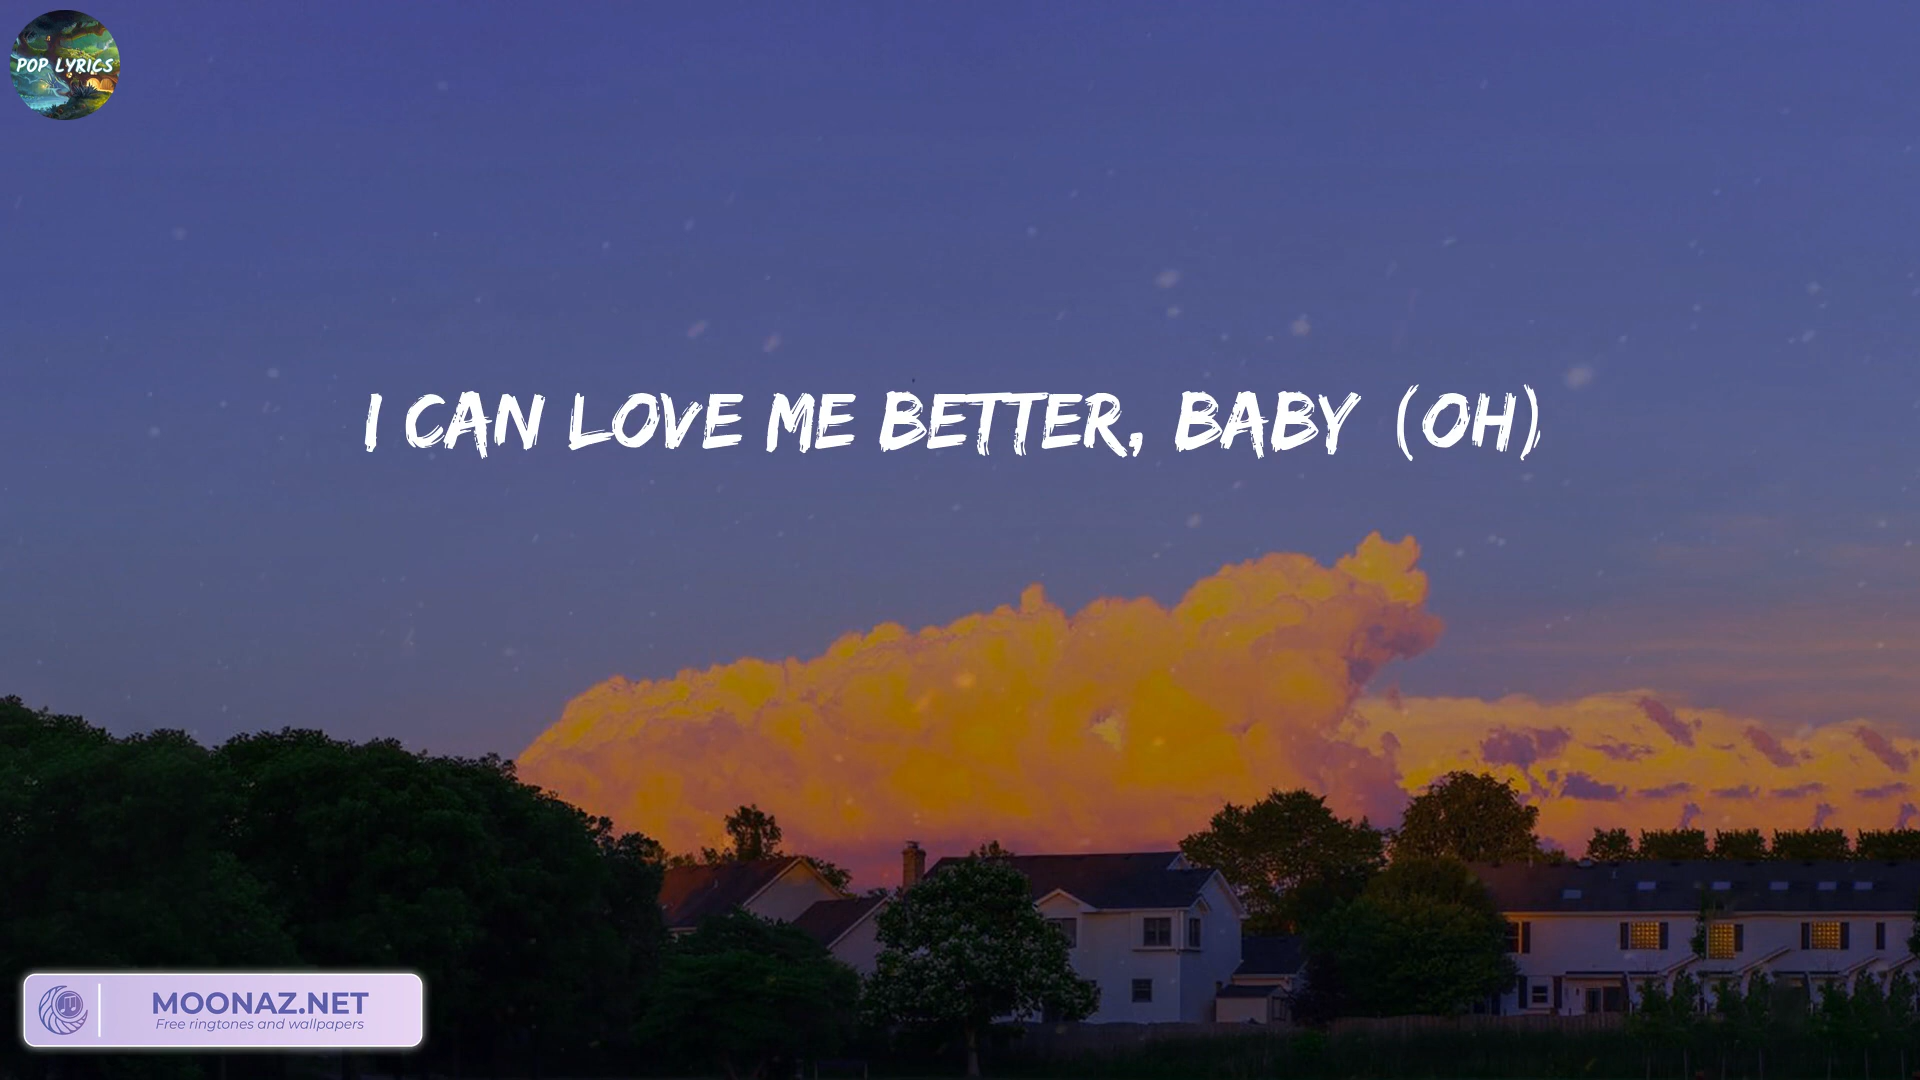 POP LYRICS
I CAN LOVE ME BETTER, BABY (OH)
MOONAZ.NET
Free ringtones and wallpapers